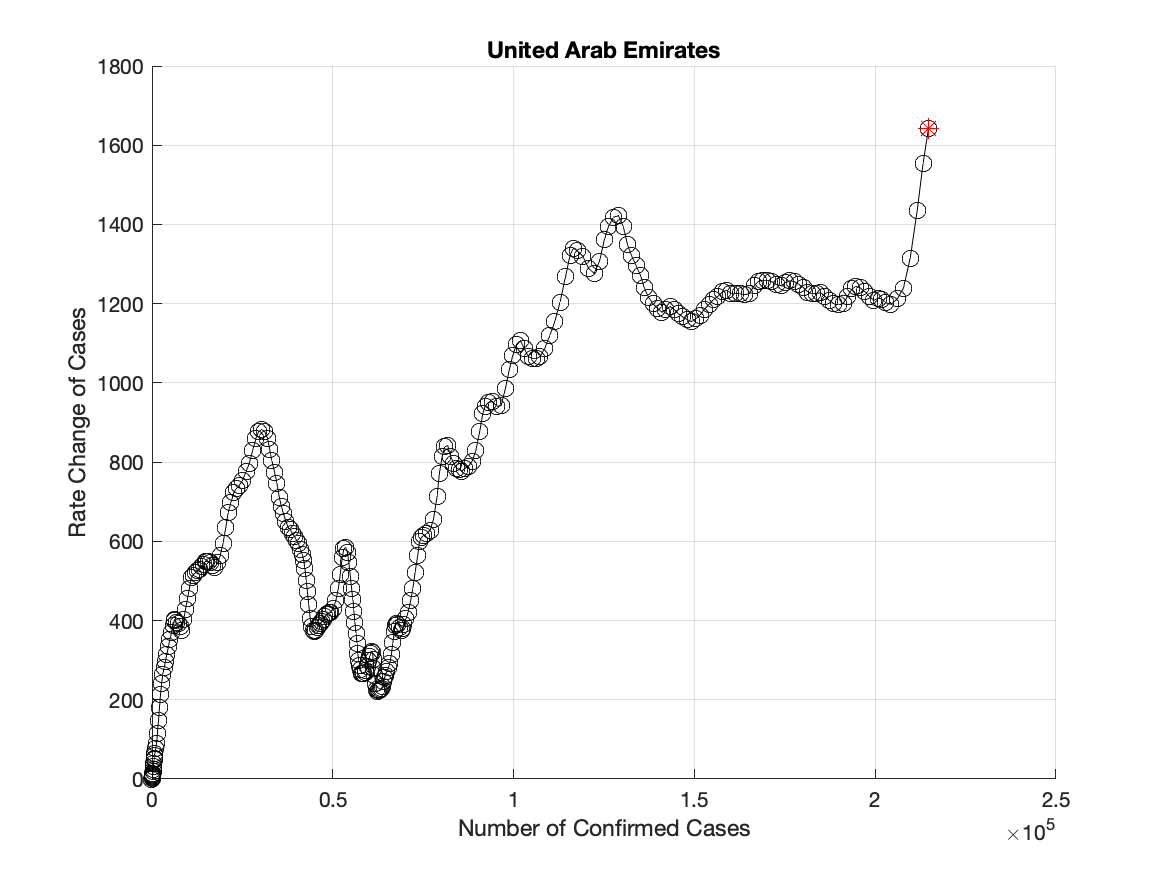 United Arab Emirates
1800
1600
1400
1200
1000
800
600
400
200
0
Rate Change of Cases
0 0.5 1 1.5 2 2.5
Number of Confirmed Cases
×10⁵